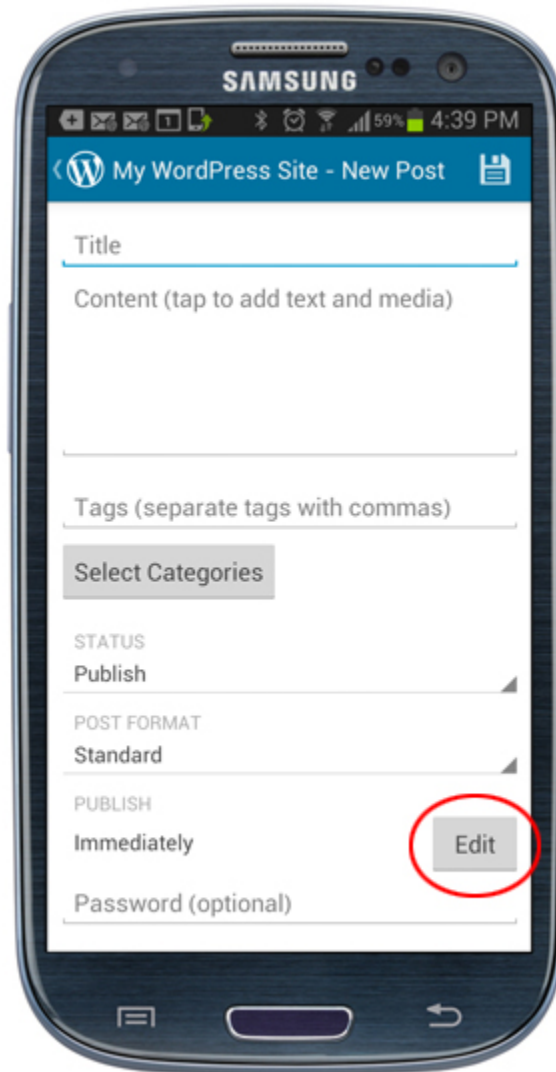 SAMSUNG
1 59% 4:39 PM
My WordPress Site - New Post
Title
Content (tap to add text and media)
Tags (separate tags with commas)
Select Categories
STATUS
Publish
POST FORMAT
Standard
PUBLISH
Immediately
Edit
Password (optional)